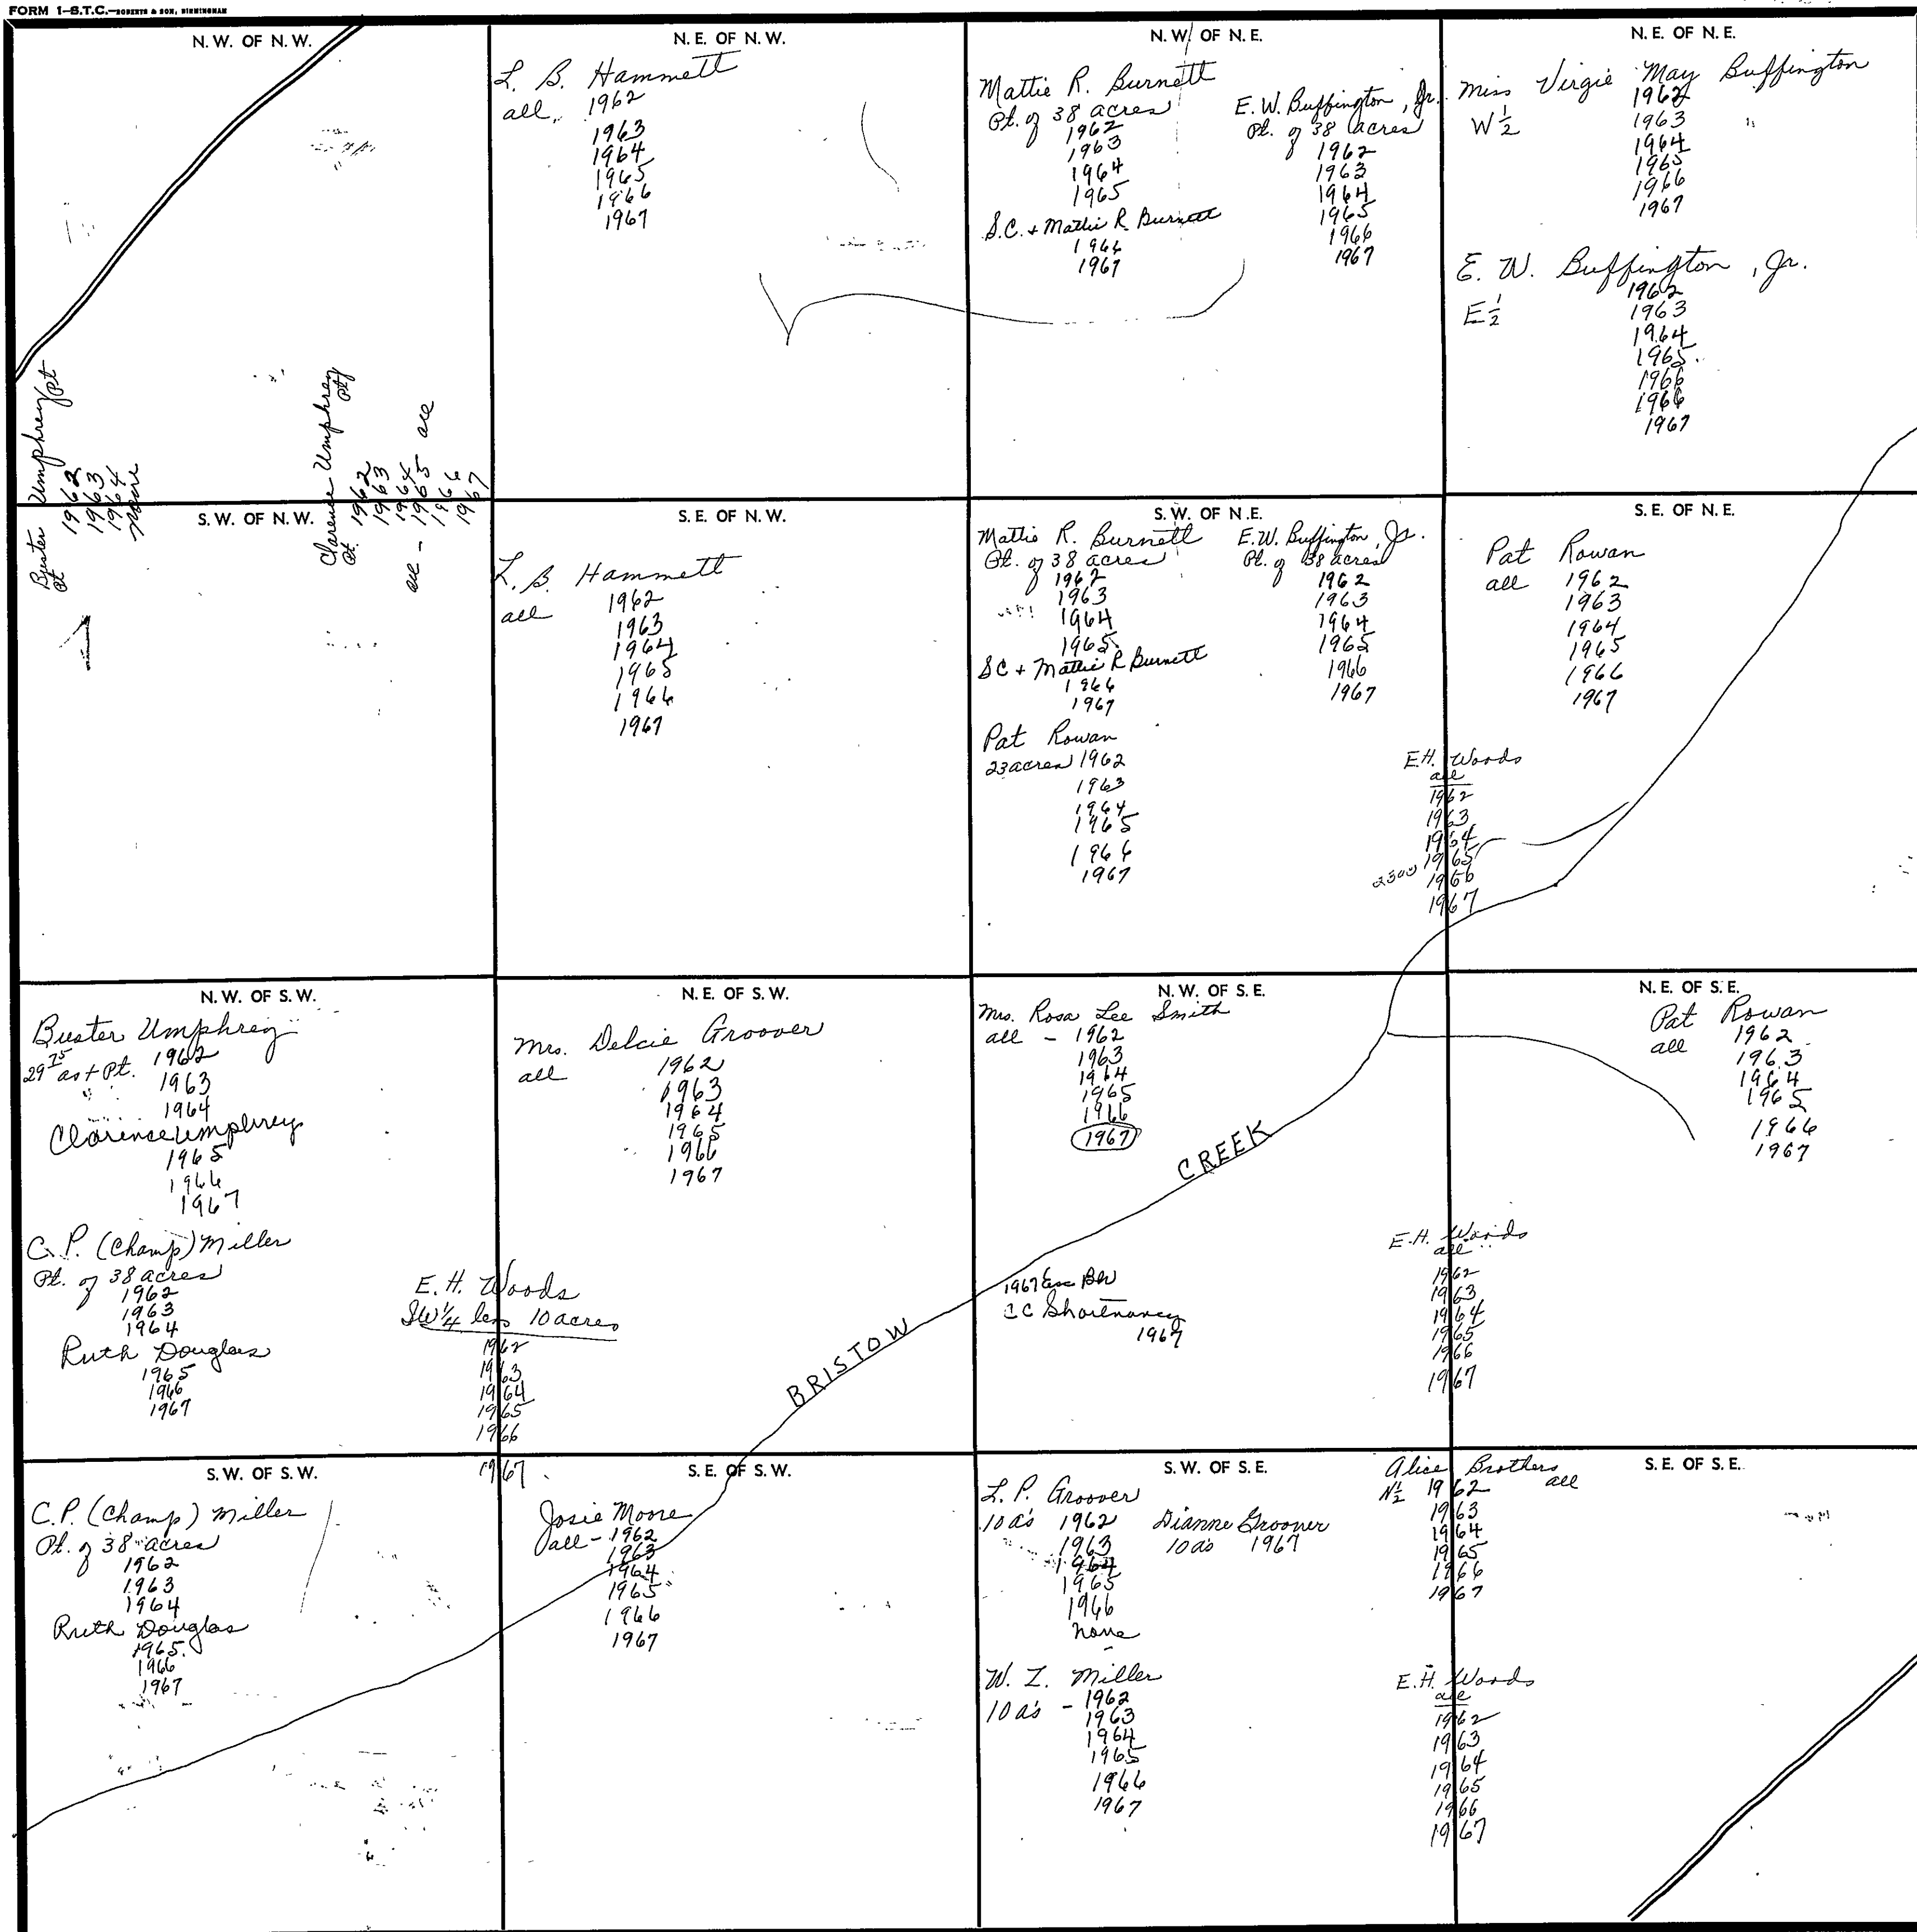 FORM 1—S.T.C.—ROBERTS & SON, BIRMINGHAM
N. W. OF N. W.
Buster Umphrey pt
pt
1962
1963
1964
Clarence Umphrey
pt
Pt.
1962
1963
1964
all - 1965 all
1966
1967
N. E. OF N. W.
L. B. Hammett
all, 1962
1963
1964
1965
1966
1967
N. W. OF N. E.
Mattie R. Burnett
Pt. of 38 acres
1962
1963
1964
1965
S.C. + Mattie R. Burnett
1966
1967
E. W. Buffington, Jr.
Pt. of 38 acres
1962
1963
1964
1965
1966
1967
N. E. OF N. E.
Miss Virgie May Buffington
W 1/2
1962
1963
1964
1965
1966
1967
E. W. Buffington, Jr.
E 1/2
1962
1963
1964
1965
1966
1966
1967
S. W. OF N. W.
S. E. OF N. W.
L. B. Hammett
all 1962
1963
1964
1965
1966
1967
S. W. OF N. E.
Mattie R. Burnett
Pt. of 38 acres
1962
1963
1964
1965
SC + Mattie R Burnett
1966
1967
E. W. Buffington, Jr.
Pt. of 38 acres
1962
1963
1964
1965
1966
1967
Pat Rowan
23 acres 1962
1963
1964
1965
1966
1967
S. E. OF N. E.
Pat Rowan
all 1962
1963
1964
1965
1966
1967
E.H. Woods
all
1962
1963
1964
1965
2300 1966
1967
N. W. OF S. W.
Buster Umphrey
29 75 as + Pt. 1962
1963
1964
Clarence Umphrey
1965
1966
1967
C. P. (Champ) Miller
Pt. of 38 acres
1962
1963
1964
Ruth Douglas
1965
1966
1967
E. H. Woods
SW 1/4 less 10 acres
1962
1963
1964
1965
1966
1967
N. E. OF S. W.
Mrs. Delcie Groover
all 1962
1963
1964
1965
1966
1967
N. W. OF S. E.
Mrs. Rosa Lee Smith
all - 1962
1963
1964
1965
1966
1967
1967
CC
1967
BRISTOW CREEK
N. E. OF S. E.
Pat Rowan
all 1962
1963
1964
1965
1966
1967
E.H. Woods
all
1962
1963
1964
1965
1966
1967
S. W. OF S. W.
C.P. (Champ) Miller
Pt. of 38 acres
1962
1963
1964
Ruth Douglas
1965
1966
1967
S. E. OF S. W.
Josie Moore
all - 1962
1963
1964
1965
1966
1967
S. W. OF S. E.
L. P. Groover
10 a's 1962
1963
1964
1965
1966
none
Dianne Groover
10 a's 1967
W. Z. Miller
10 a's - 1962
1963
1964
1965
1966
1967
S. E. OF S. E.
Alice Brothers
N 1/2 1962 all
1963
1964
1965
1966
1967
E.H. Woods
all
1962
1963
1964
1965
1966
1967